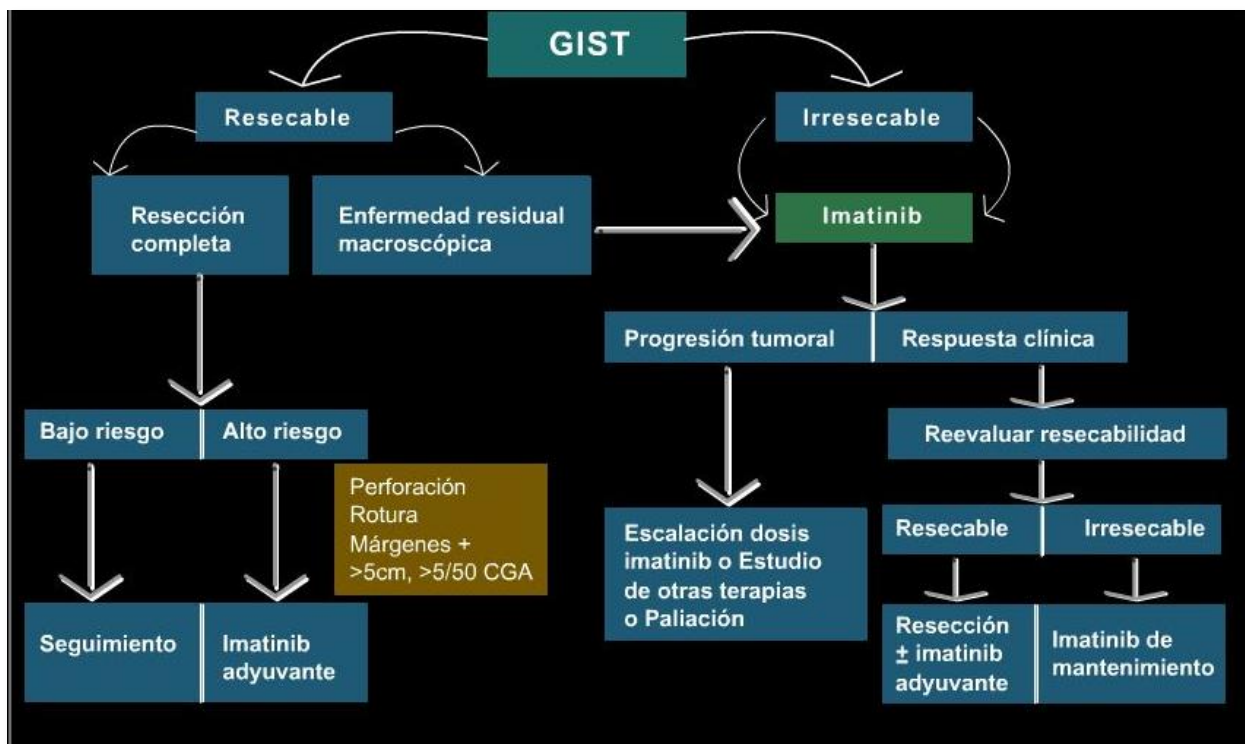 GIST
Resecable
Irresecable
Resección
completa
Enfermedad residual
macroscópica
Imatinib
Progresión tumoral
Respuesta clínica
Bajo riesgo
Alto riesgo
Reevaluar resecabilidad
Perforación
Rotura
Márgenes +
>5cm, >5/50 CGA
Escalación dosis
imatinib o Estudio
de otras terapias
o Paliación
Resecable
Irresecable
Seguimiento
Imatinib
adyuvante
Resección
± imatinib
adyuvante
Imatinib de
mantenimiento